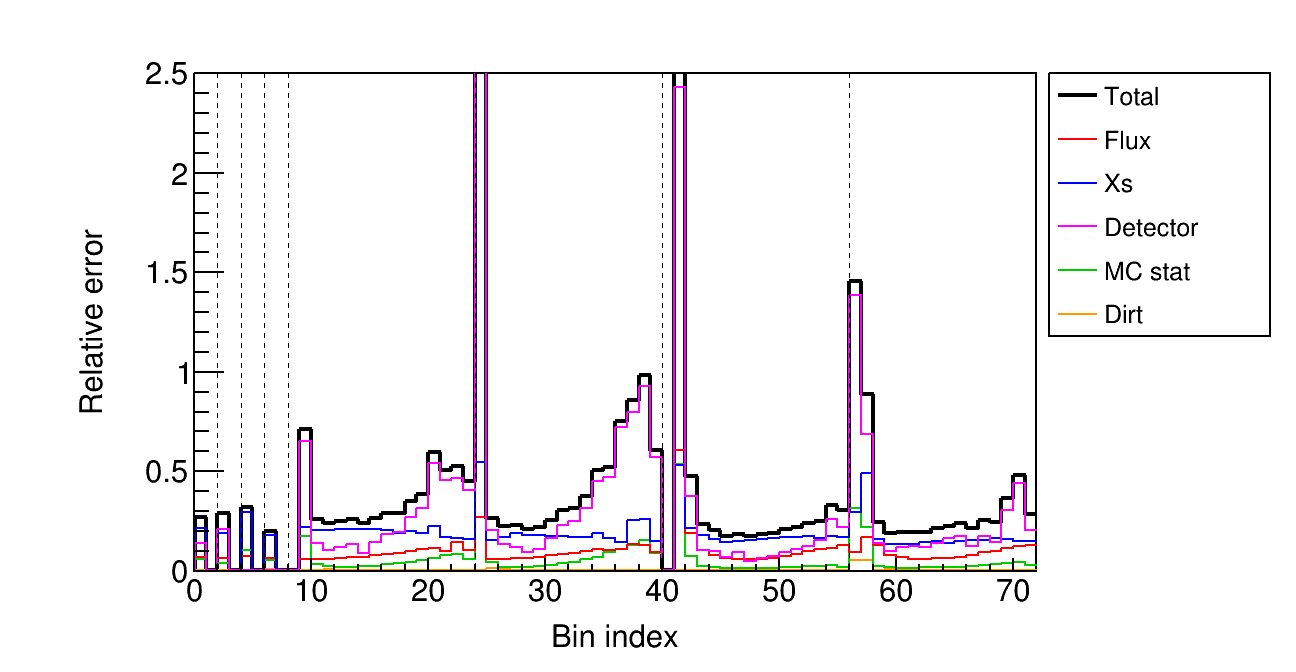 2.5
2
1.5
1
0.5
0
0 10 20 30 40 50 60 70
Relative error
Bin index
Total
Flux
Xs
Detector
MC stat
Dirt